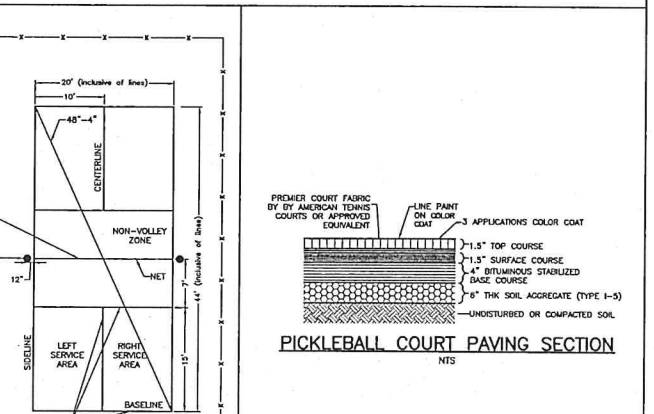 20' (inclusive of lines)
10'
48'-4"
CENTERLINE
NON-VOLLEY
ZONE
NET
12"
7'
44' (inclusive of lines)
SIDELINE
LEFT
SERVICE
AREA
RIGHT
SERVICE
AREA
15'
BASELINE
PREMIER COURT FABRIC
BY BY AMERICAN TENNIS
COURTS OR APPROVED
EQUIVALENT
LINE PAINT
ON COLOR
COAT
3 APPLICATIONS COLOR COAT
1.5" TOP COURSE
1.5" SURFACE COURSE
4" BITUMINOUS STABILIZED
BASE COURSE
6" THK SOIL AGGREGATE (TYPE I-5)
UNDISTURBED OR COMPACTED SOIL
PICKLEBALL COURT PAVING SECTION
NTS